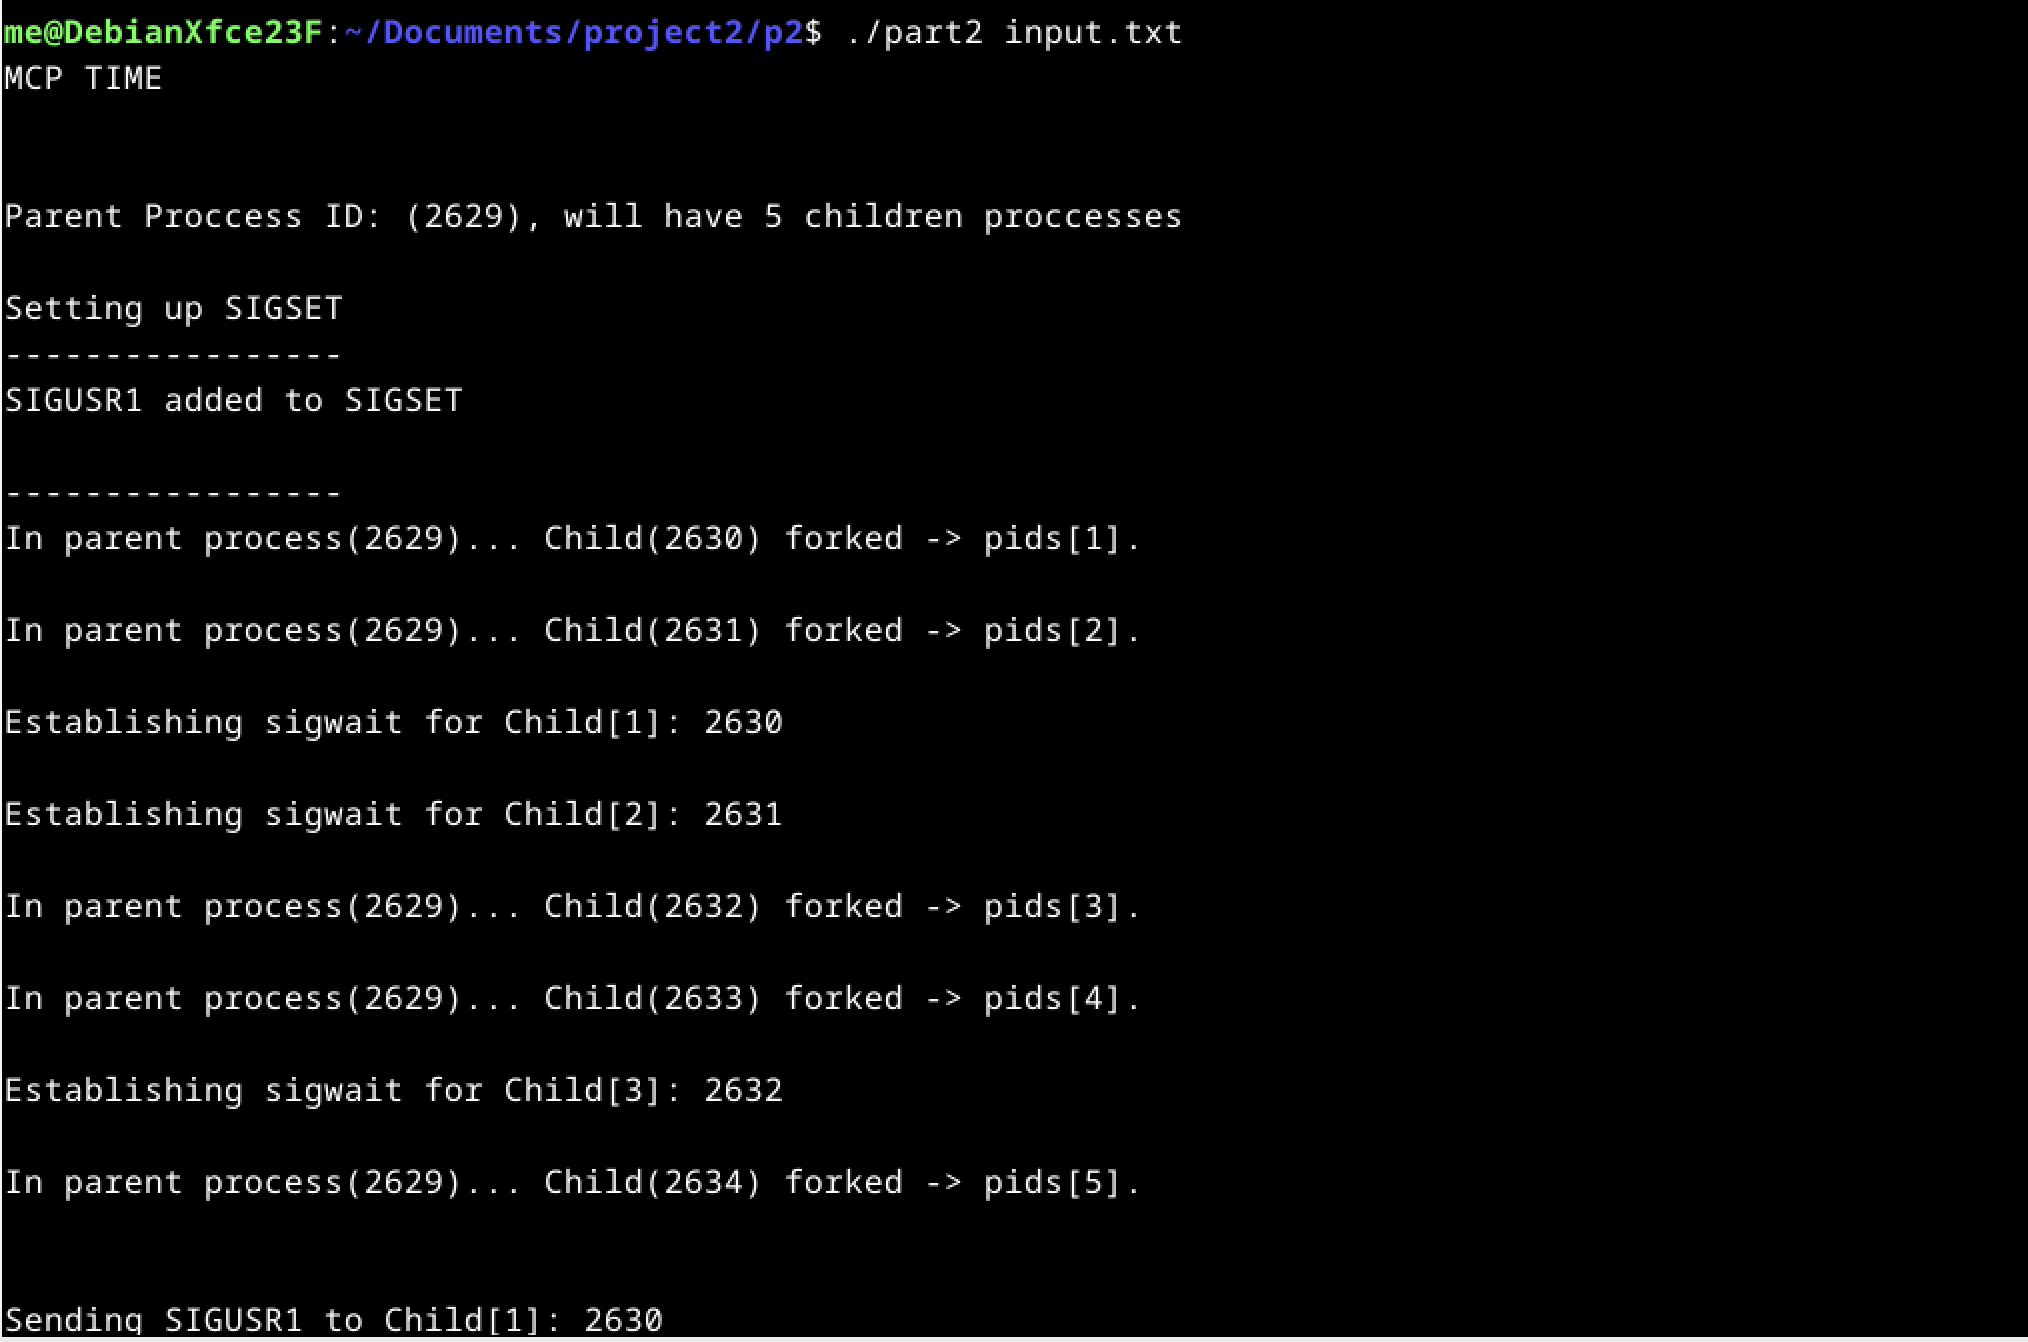 me@DebianXfce23F:~/Documents/project2/p2$ ./part2 input.txt
MCP TIME
Parent Proccess ID: (2629), will have 5 children proccesses
Setting up SIGSET
-----------------
SIGUSR1 added to SIGSET
-----------------
In parent process(2629)... Child(2630) forked -> pids[1].
In parent process(2629)... Child(2631) forked -> pids[2].
Establishing sigwait for Child[1]: 2630
Establishing sigwait for Child[2]: 2631
In parent process(2629)... Child(2632) forked -> pids[3].
In parent process(2629)... Child(2633) forked -> pids[4].
Establishing sigwait for Child[3]: 2632
In parent process(2629)... Child(2634) forked -> pids[5].
Sending SIGUSR1 to Child[1]: 2630